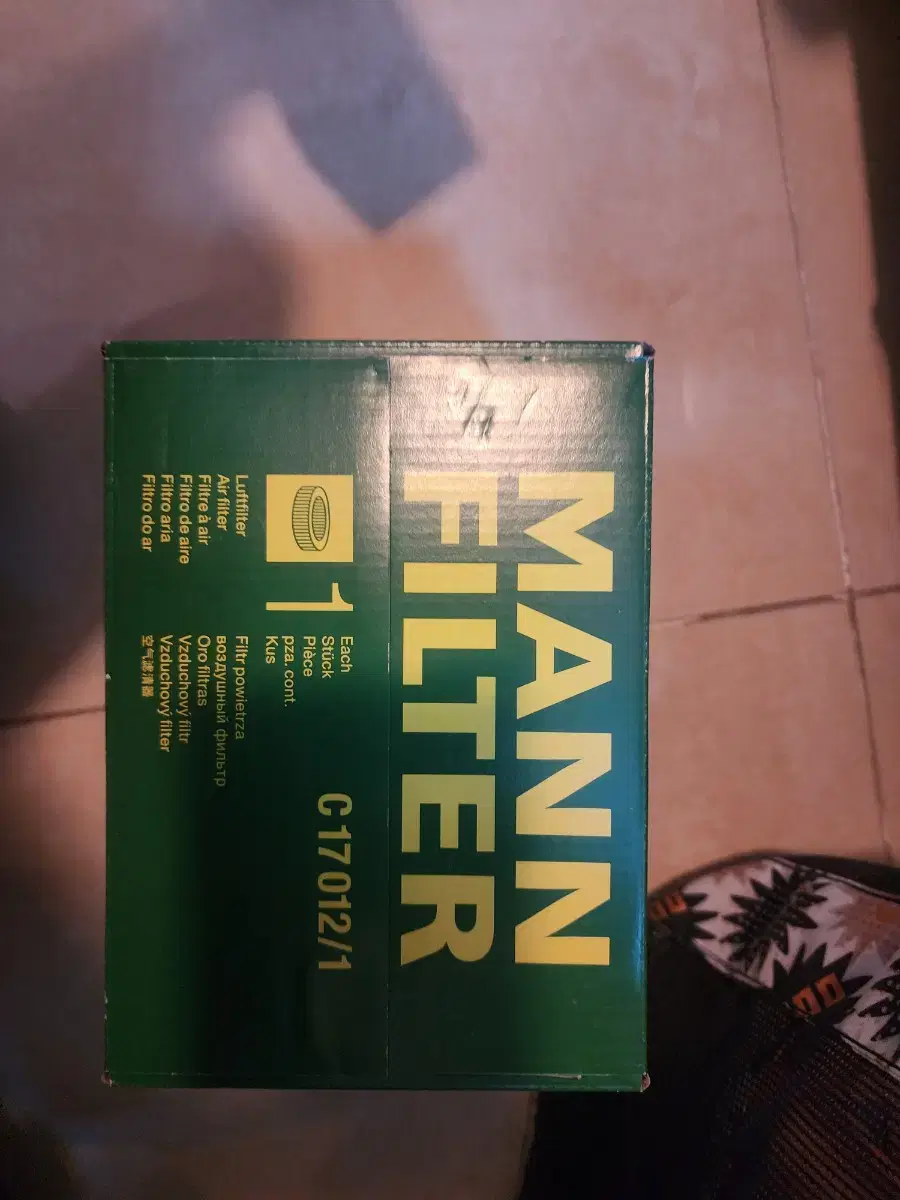 MANN
FILTER
1
Each
Stück
Pièce
pza. cont.
Kus
C 17 012/1
Luftfilter
Air filter
Filtre à air
Filtro de aire
Filtro aria
Filtro do ar
Filtr powietrza
воздушный фильтр
Oro filtras
Vzduchový filtr
Vzduchový filter
空气滤清器